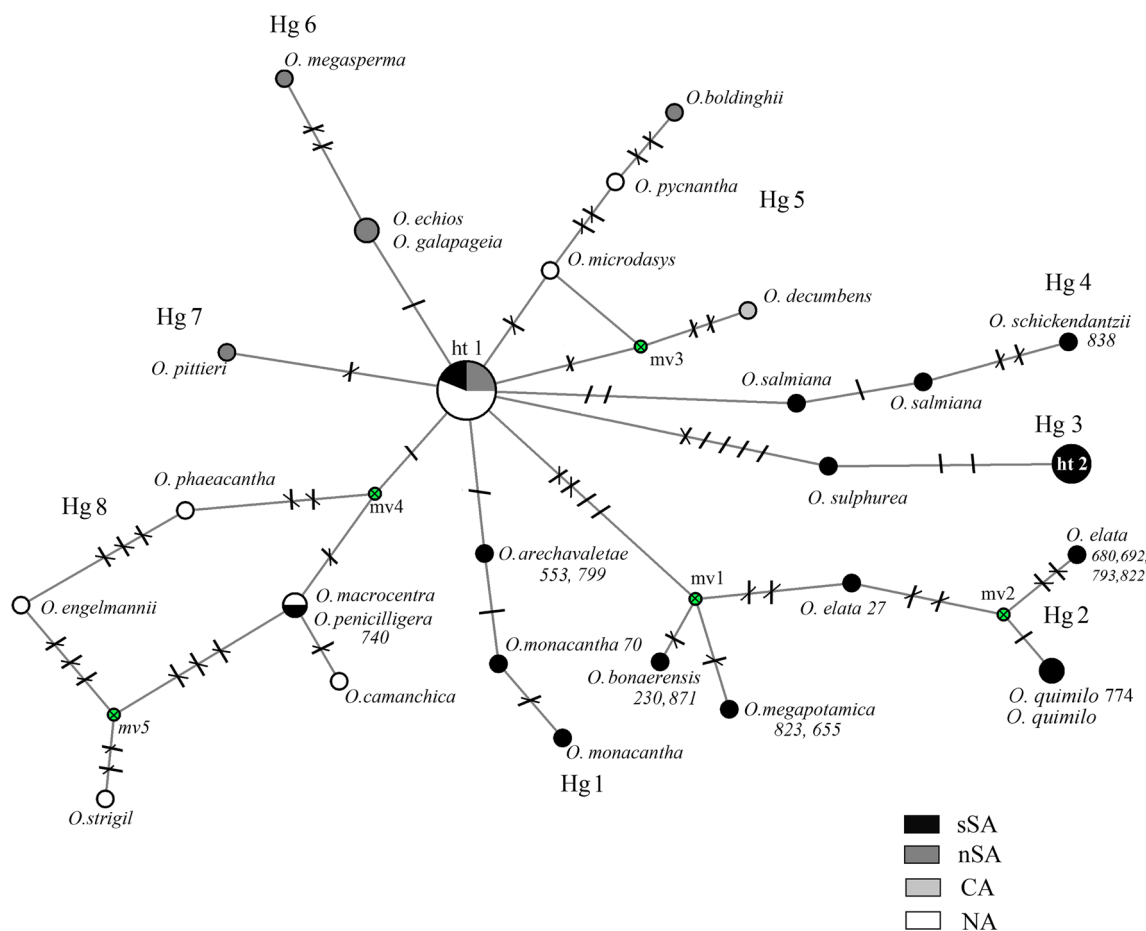 Hg 6
O. megasperma
O. boldinghii
O. pycnantha
Hg 5
O. echios
O. galapageia
O. microdasys
O. decumbens
Hg 4
O. schickendantzii
838
Hg 7
O. pittieri
ht 1
mv3
O. salmiana
O. salmiana
Hg 3
ht 2
O. sulphurea
O. phaeacantha
Hg 8
mv4
O. engelmannii
O. macrocentra
O. penicilligera
740
O. camanchica
mv5
O. strigil
O. arechavaletae
553, 799
O. monacantha 70
O. monacantha
Hg 1
mv1
O. bonaerensis
230, 871
O. megapotamica
823, 655
O. elata 27
mv2
O. elata
680,692,
793,822
Hg 2
O. quimilo 774
O. quimilo
sSA
nSA
CA
NA